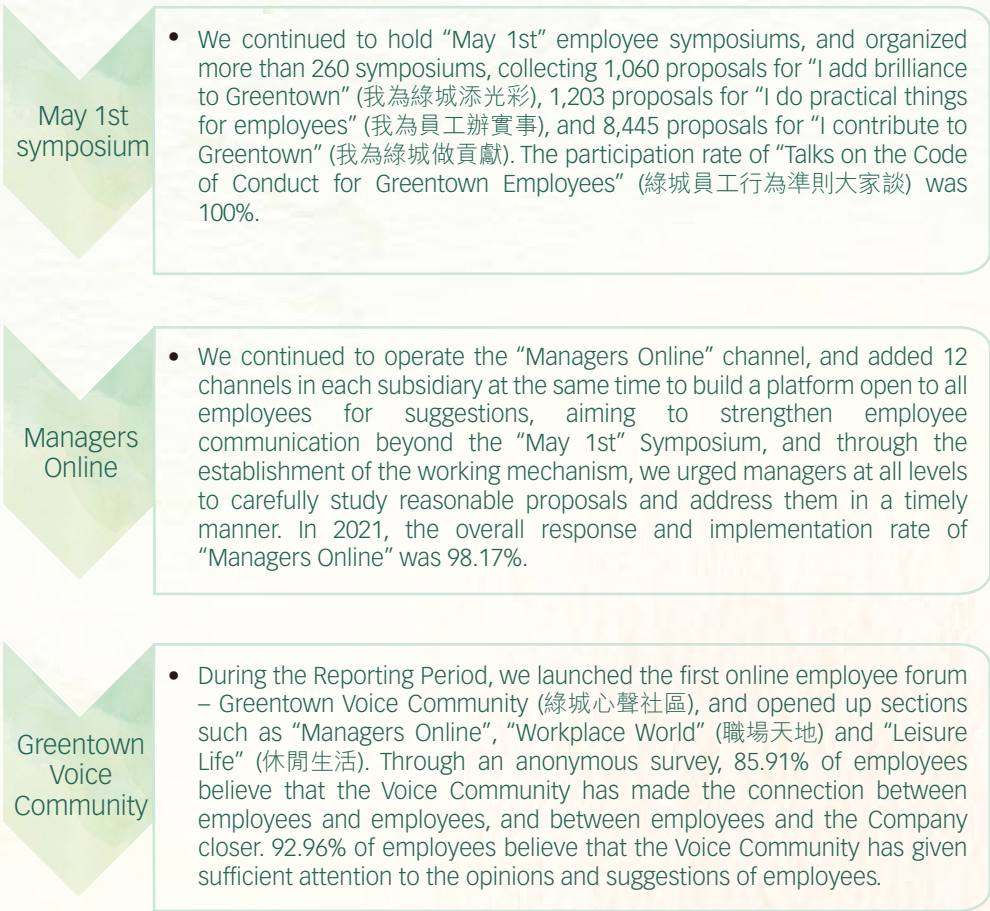 May 1st
symposium
• We continued to hold “May 1st” employee symposiums, and organized
more than 260 symposiums, collecting 1,060 proposals for “I add brilliance
to Greentown” (我為綠城添光彩), 1,203 proposals for “I do practical things
for employees” (我為員工辦實事), and 8,445 proposals for “I contribute to
Greentown” (我為綠城做貢獻). The participation rate of “Talks on the Code
of Conduct for Greentown Employees” (綠城員工行為準則大家談) was
100%.
Managers
Online
• We continued to operate the “Managers Online” channel, and added 12
channels in each subsidiary at the same time to build a platform open to all
employees for suggestions, aiming to strengthen employee
communication beyond the “May 1st” Symposium, and through the
establishment of the working mechanism, we urged managers at all levels
to carefully study reasonable proposals and address them in a timely
manner. In 2021, the overall response and implementation rate of
“Managers Online” was 98.17%.
Greentown
Voice
Community
• During the Reporting Period, we launched the first online employee forum
– Greentown Voice Community (綠城心聲社區), and opened up sections
such as “Managers Online”, “Workplace World” (職場天地) and “Leisure
Life” (休閒生活). Through an anonymous survey, 85.91% of employees
believe that the Voice Community has made the connection between
employees and employees, and between employees and the Company
closer. 92.96% of employees believe that the Voice Community has given
sufficient attention to the opinions and suggestions of employees.